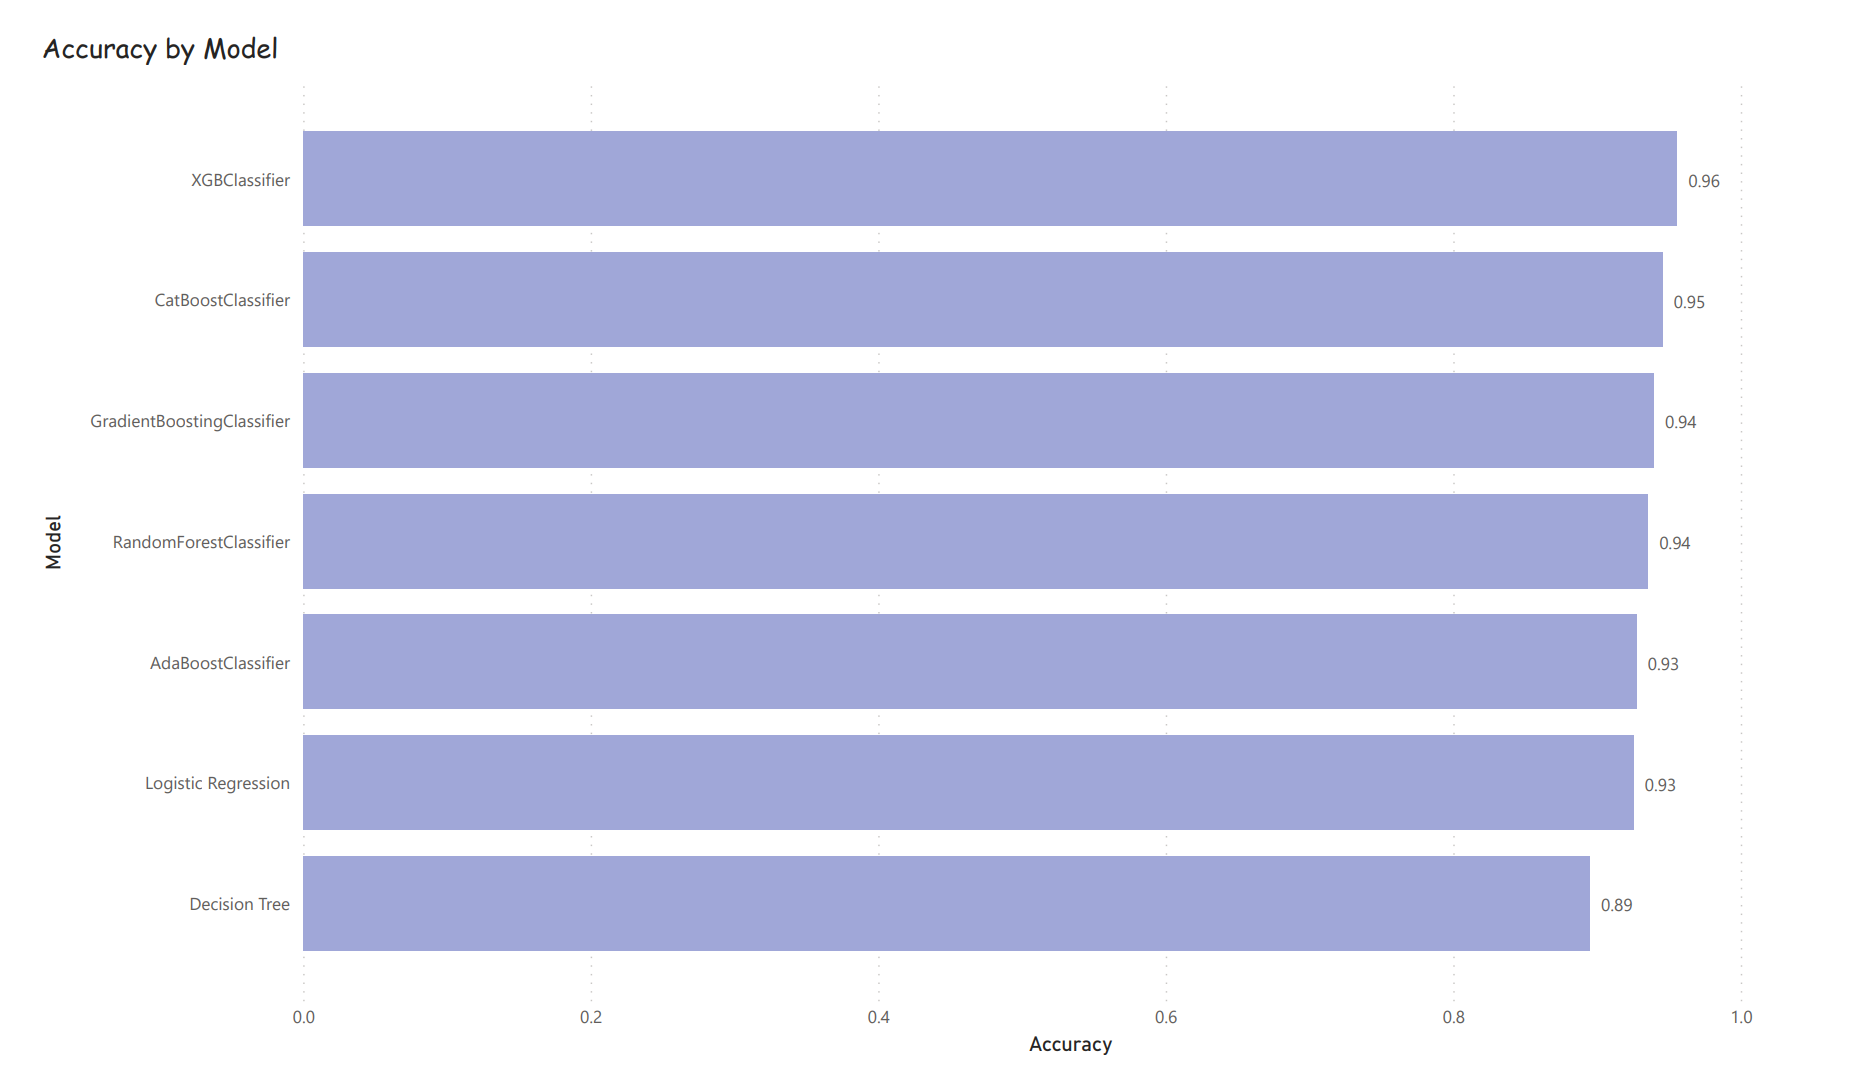 Accuracy by Model
Model
XGBClassifier
0.96
CatBoostClassifier
0.95
GradientBoostingClassifier
0.94
RandomForestClassifier
0.94
AdaBoostClassifier
0.93
Logistic Regression
0.93
Decision Tree
0.89
0.0 0.2 0.4 0.6 0.8 1.0
Accuracy